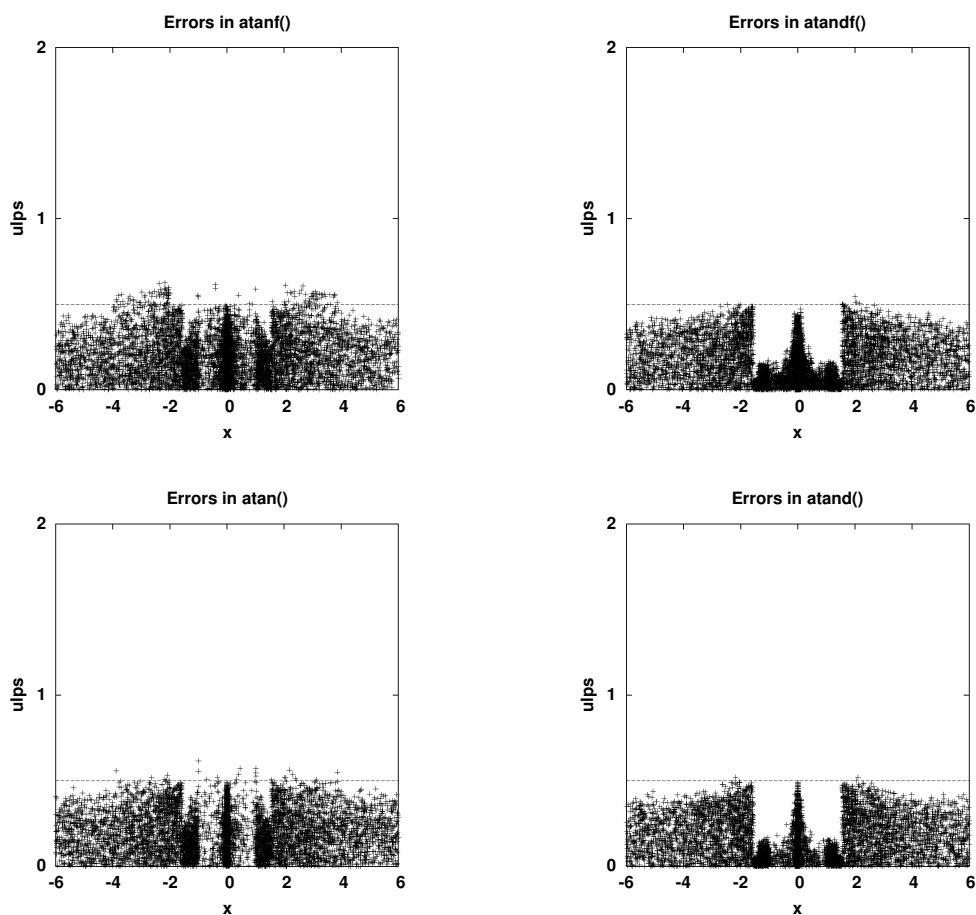 Errors in atanf()
2
1
0
ulps
-6 -4 -2 0 2 4 6
x
Errors in atandf()
2
1
0
ulps
-6 -4 -2 0 2 4 6
x
Errors in atan()
2
1
0
ulps
-6 -4 -2 0 2 4 6
x
Errors in atand()
2
1
0
ulps
-6 -4 -2 0 2 4 6
x